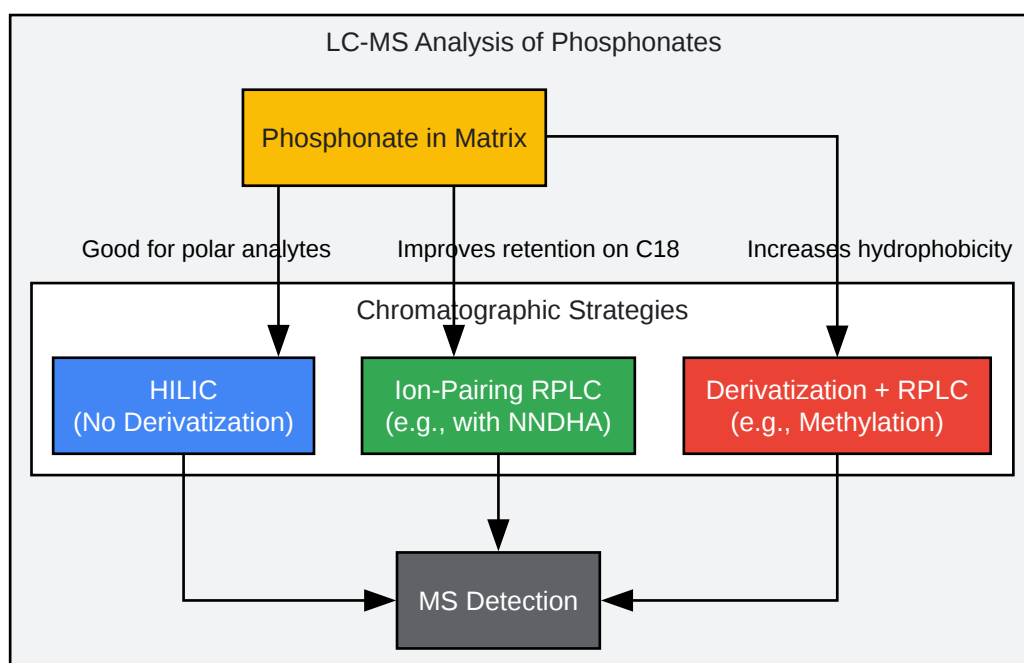 LC-MS Analysis of Phosphonates
Phosphonate in Matrix
Good for polar analytes
Improves retention on C18
Increases hydrophobicity
Chromatographic Strategies
HILIC
(No Derivatization)
Ion-Pairing RPLC
(e.g., with NNDHA)
Derivatization + RPLC
(e.g., Methylation)
MS Detection